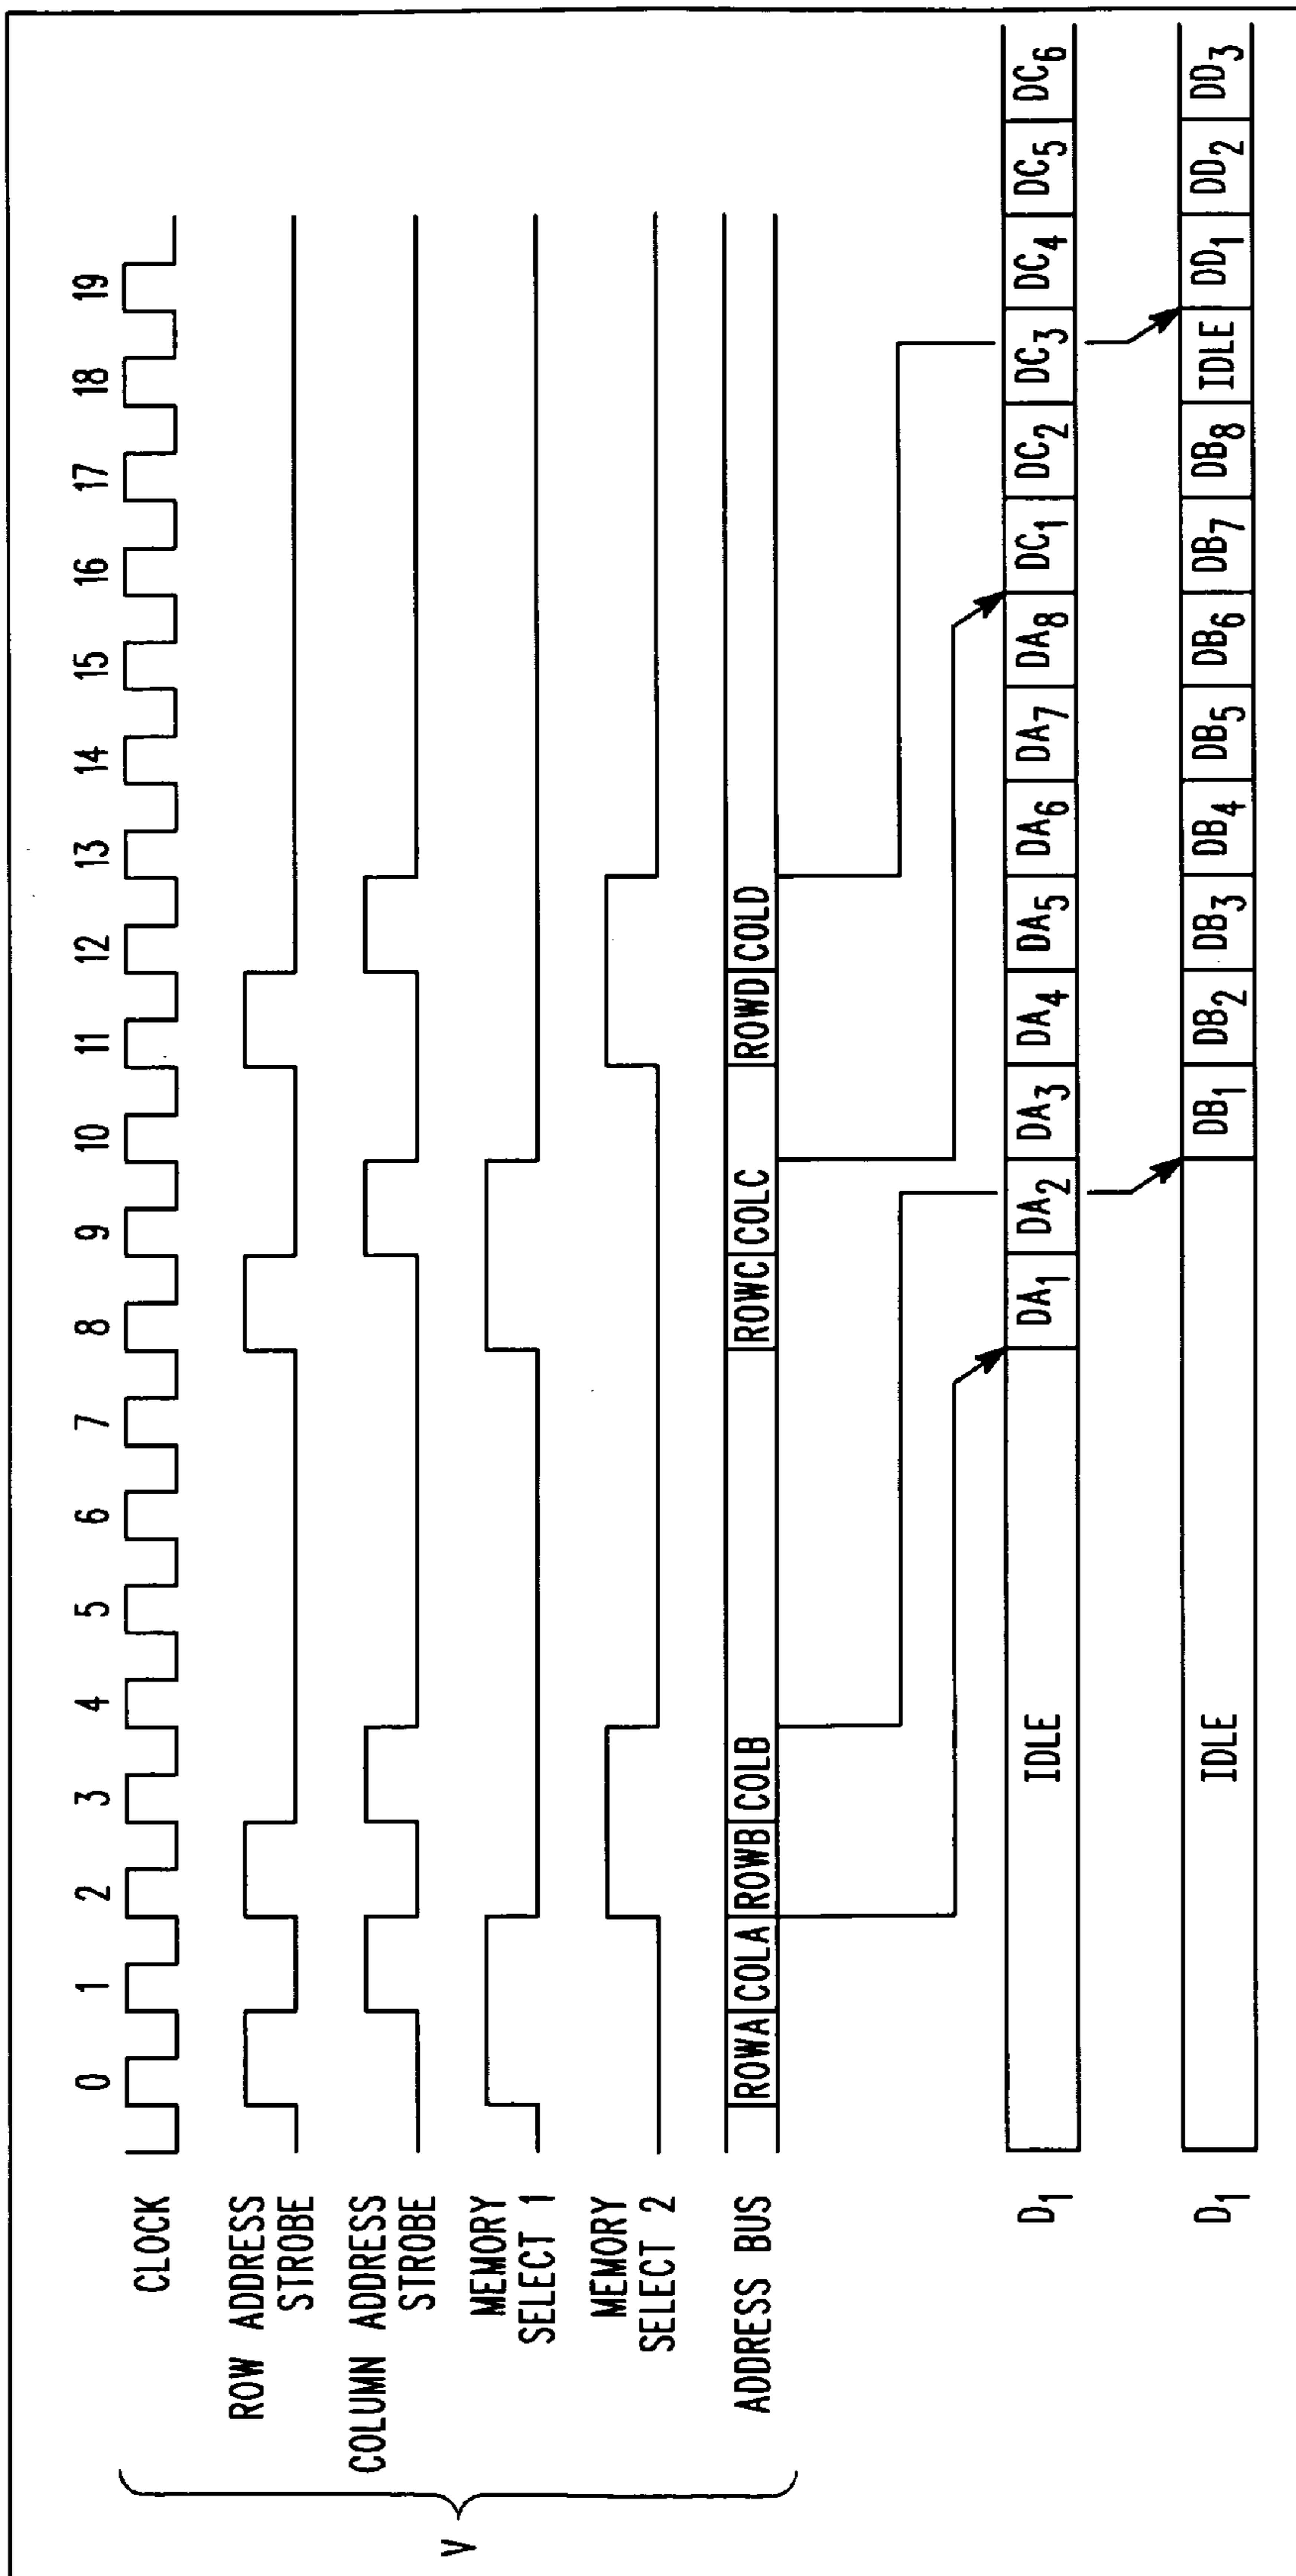 0 1 2 3 4 5 6 7 8 9 10 11 12 13 14 15 16 17 18 19
CLOCK
ROW ADDRESS
STROBE
COLUMN ADDRESS
STROBE
MEMORY
SELECT 1
MEMORY
SELECT 2
V
ADDRESS BUS ROWA COLA ROWB COLB ROWC COLC ROWD COLD
D1 IDLE DA1 DA2 DA3 DA4 DA5 DA6 DA7 DA8 DC1 DC2 DC3 DC4 DC5 DC6
D1 IDLE DB1 DB2 DB3 DB4 DB5 DB6 DB7 DB8 IDLE DD1 DD2 DD3